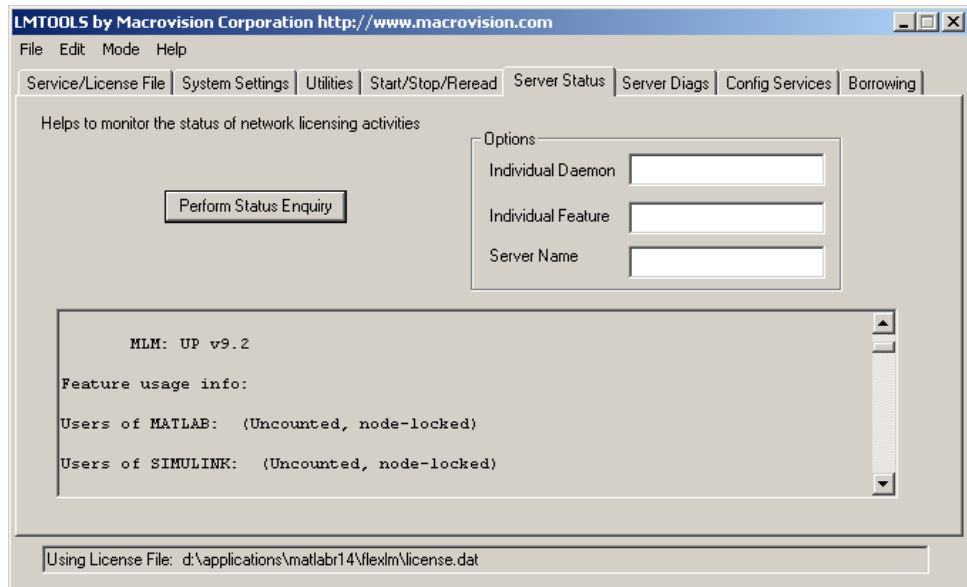 LMTOOLS by Macrovision Corporation http://www.macrovision.com
File Edit Mode Help
Service/License File System Settings Utilities Start/Stop/Reread Server Status Server Diags Config Services Borrowing
Helps to monitor the status of network licensing activities
Options
Individual Daemon
Perform Status Enquiry
Individual Feature
Server Name
MLM: UP v9.2
Feature usage info:
Users of MATLAB: (Uncounted, node-locked)
Users of SIMULINK: (Uncounted, node-locked)
Using License File: d:\applications\matlabr14\flexlm\license.dat